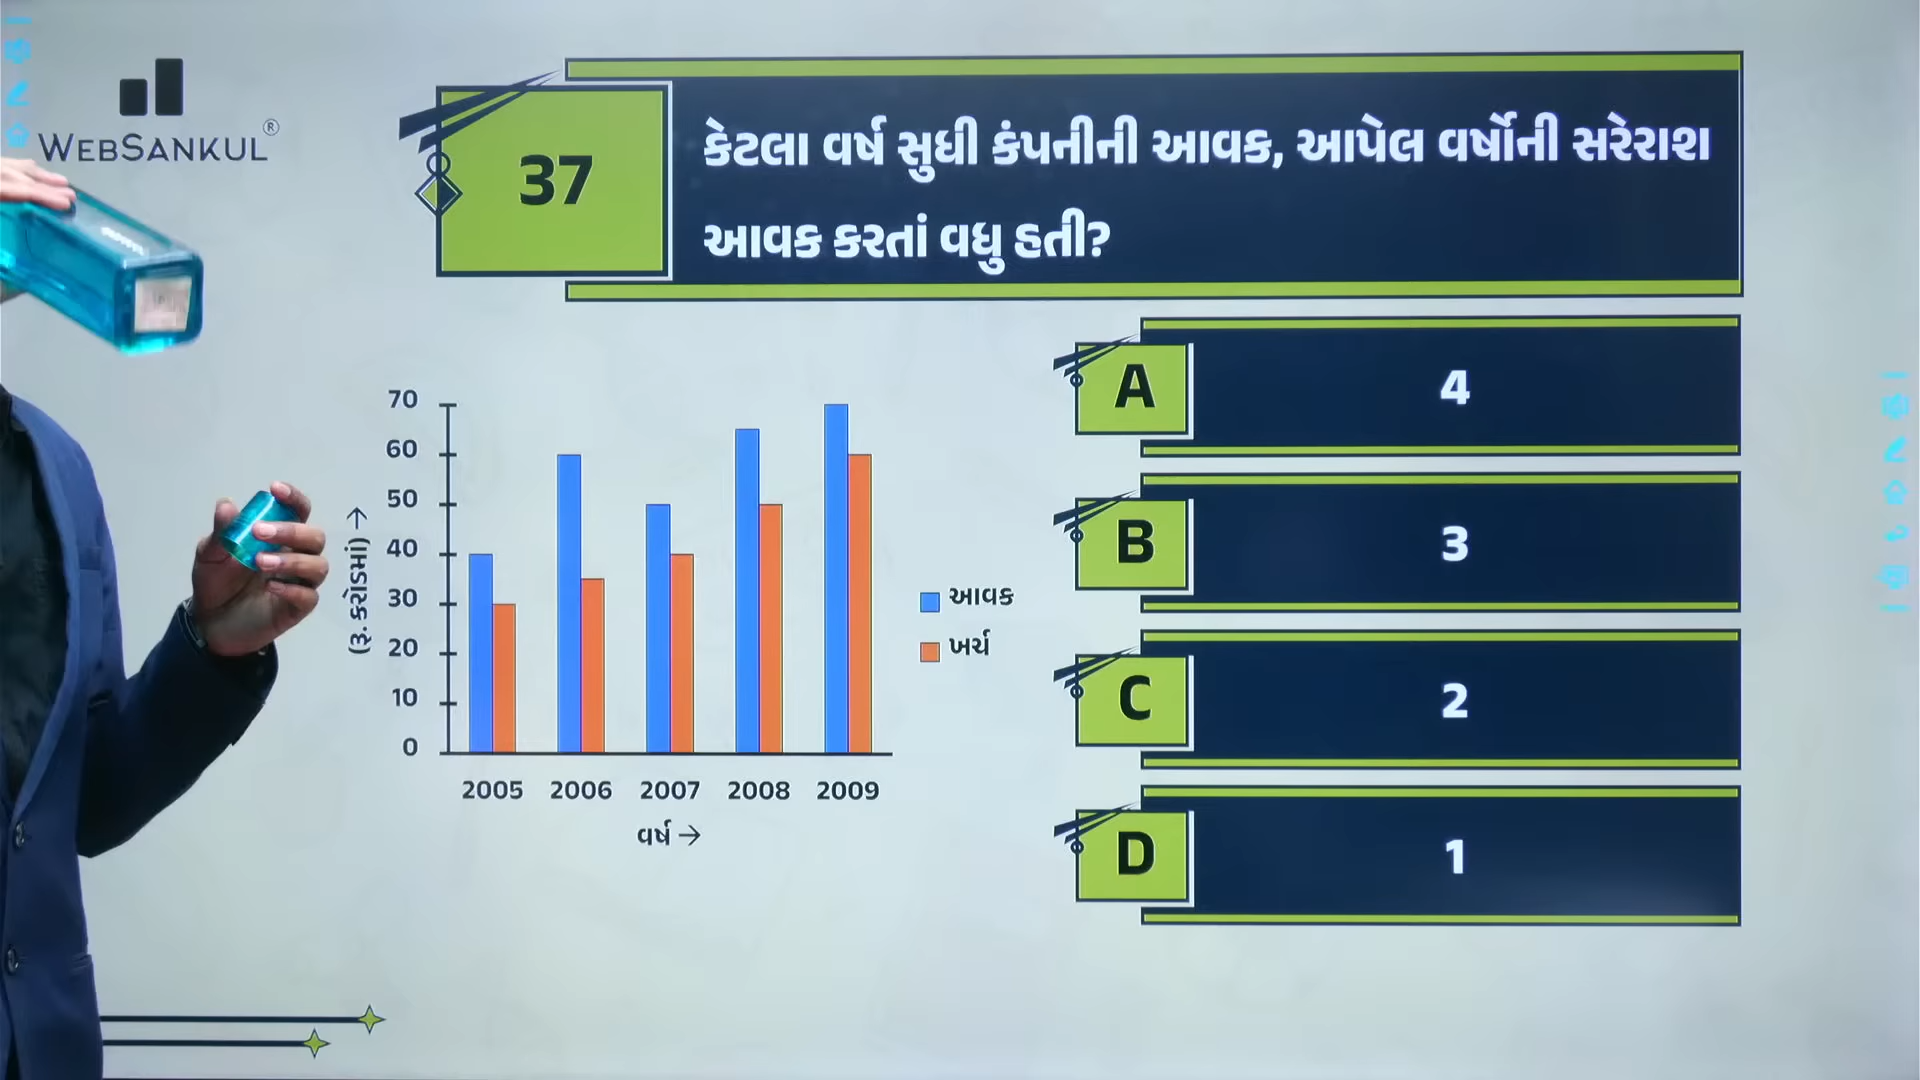 WEBSANKUL®
37
કેટલા વર્ષ સુધી કંપનીની આવક, આપેલ વર્ષોની સરેરાશ
આવક કરતાં વધુ હતી?
A 4
B 3
C 2
D 1
70
60
50
40
30
20
10
0
(રૂ. કરોડમાં) →
2005 2006 2007 2008 2009
વર્ષ →
આવક
ખર્ચ